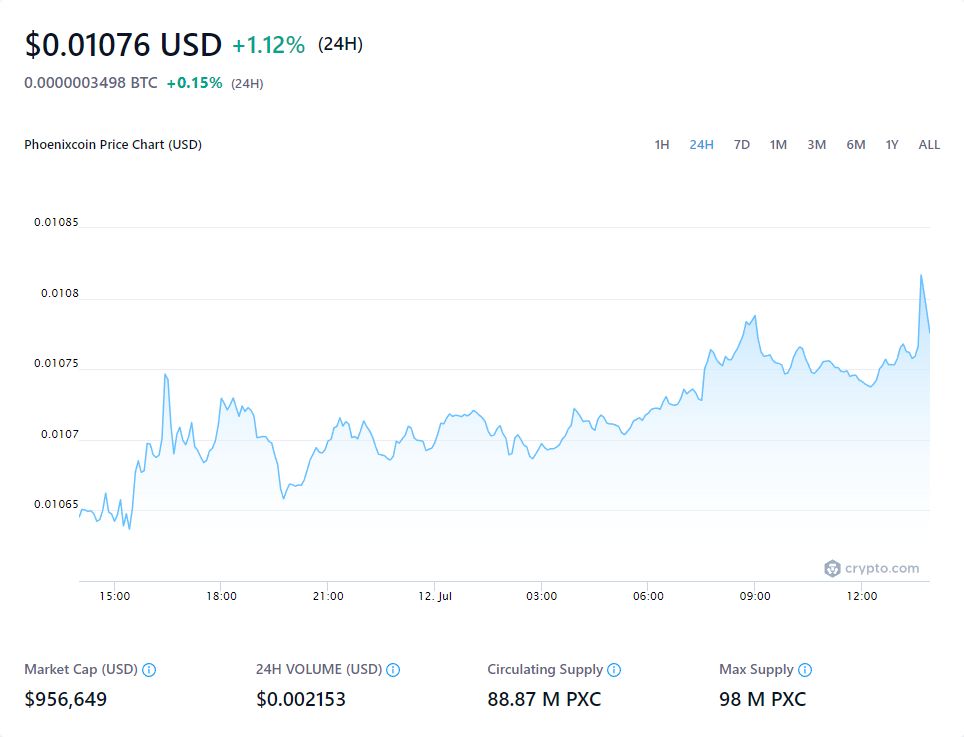 $0.01076 USD +1.12% (24H)
0.0000003498 BTC +0.15% (24H)
Phoenixcoin Price Chart (USD) 1H 24H 7D 1M 3M 6M 1Y ALL
0.01085
0.0108
0.01075
0.0107
0.01065
crypto.com
15:00 18:00 21:00 12. Jul 03:00 06:00 09:00 12:00
Market Cap (USD) 24H VOLUME (USD) Circulating Supply Max Supply
$956,649 $0.002153 88.87 M PXC 98 M PXC